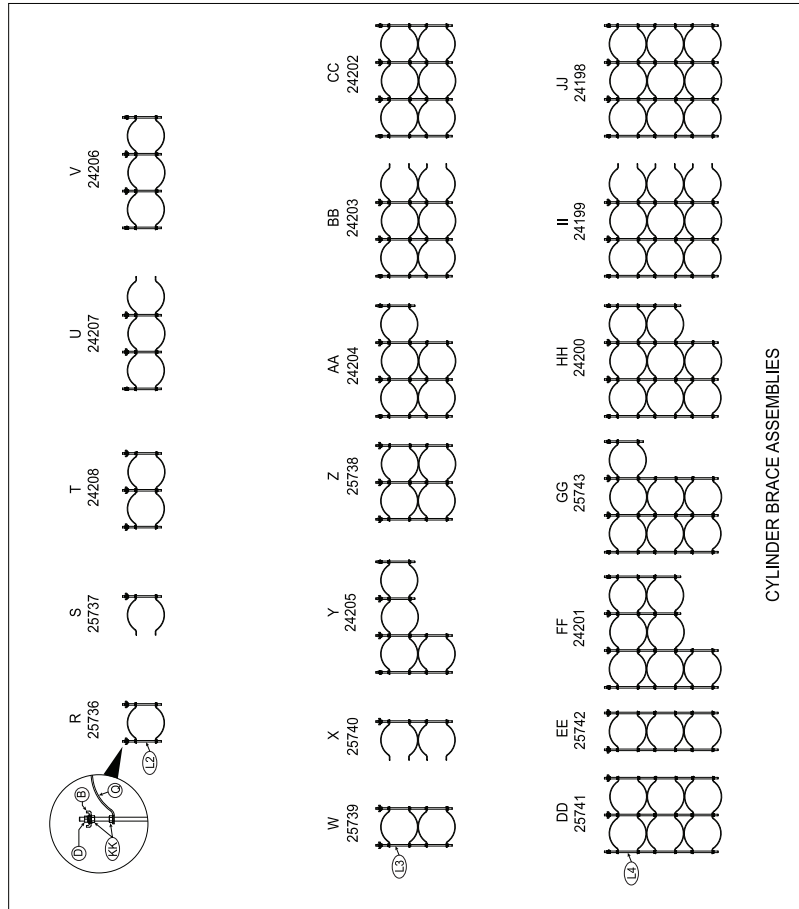 R
25736
S
25737
T
24208
U
24207
V
24206
D
B
Q
KK
L2
W
25739
X
25740
Y
24205
Z
25738
AA
24204
BB
24203
CC
24202
L3
DD
25741
EE
25742
FF
24201
GG
25743
HH
24200
II
24199
JJ
24198
L4
CYLINDER BRACE ASSEMBLIES